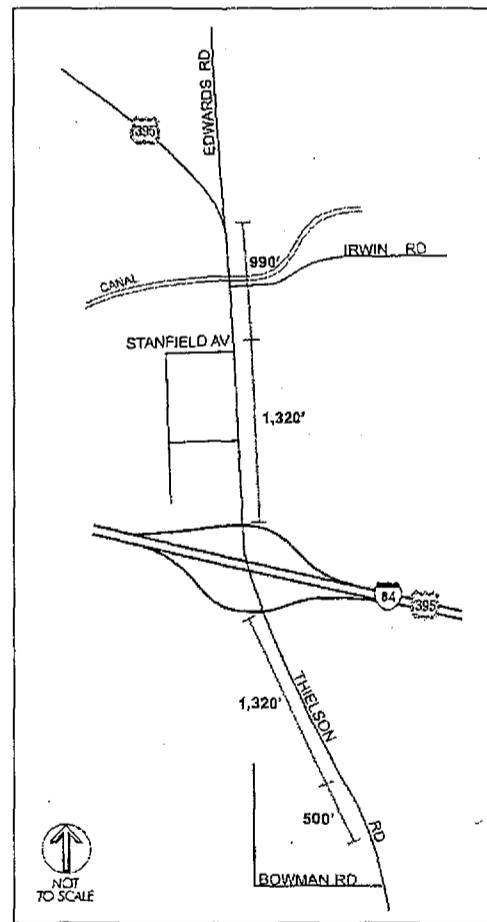 EDWARDS RD
395
990'
IRWIN RD
CANAL
STANFIELD AV
1,320'
84
395
THIELSON RD
1,320'
500'
BOWMAN RD
NOT
TO SCALE